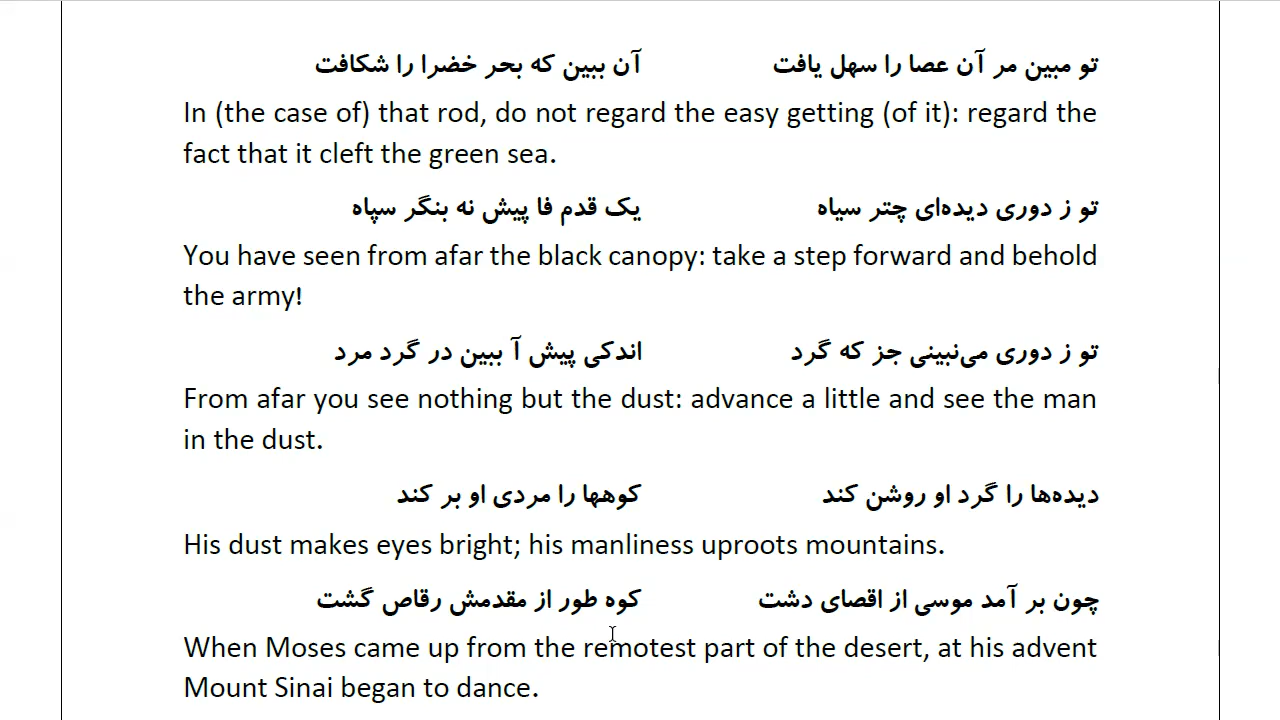 تو مبین مر آن عصا را سهل یافت آن ببین که بحر خضرا را شکافت
In (the case of) that rod, do not regard the easy getting (of it): regard the
fact that it cleft the green sea.
تو ز دوری دیده‌ای چتر سیاه یک قدم فا پیش نه بنگر سپاه
You have seen from afar the black canopy: take a step forward and behold
the army!
تو ز دوری می‌نبینی جز که گرد اندکی پیش آ ببین در گرد مرد
From afar you see nothing but the dust: advance a little and see the man
in the dust.
دیده‌ها را گرد او روشن کند کوهها را مردی او بر کند
His dust makes eyes bright; his manliness uproots mountains.
چون بر آمد موسی از اقصای دشت کوه طور از مقدمش رقاص گشت
When Moses came up from the remotest part of the desert, at his advent
Mount Sinai began to dance.